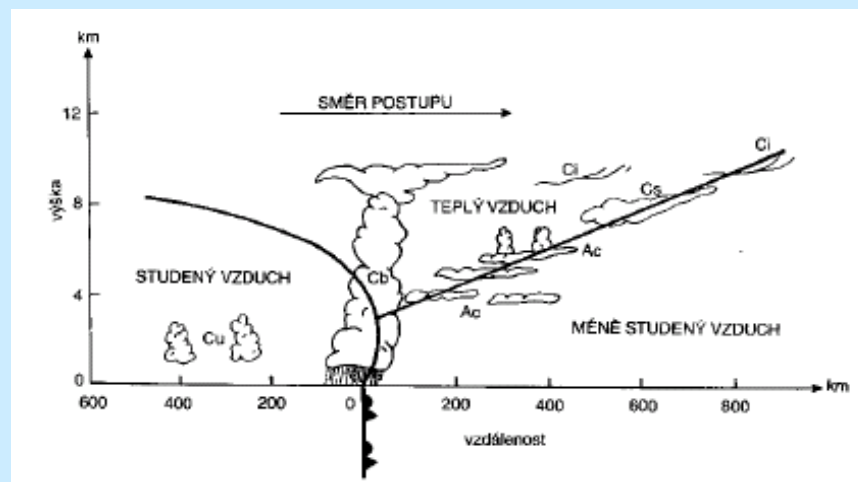 km
12
8
4
0
výška
SMĚR POSTUPU
Ci
Ci
Cs
TEPLÝ VZDUCH
STUDENÝ VZDUCH
Cb
Ac
Ac
Cu
MÉNĚ STUDENÝ VZDUCH
600 400 200 0 200 400 600 800 km
vzdálenost